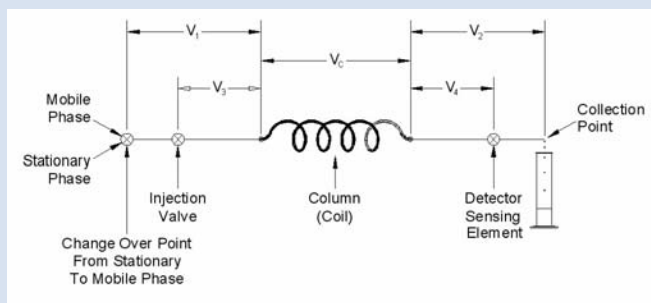 V1
V2
VC
V3
V4
Mobile
Phase
Stationary
Phase
Collection
Point
Injection
Valve
Column
(Coil)
Detector
Sensing
Element
Change Over Point
From Stationary
To Mobile Phase